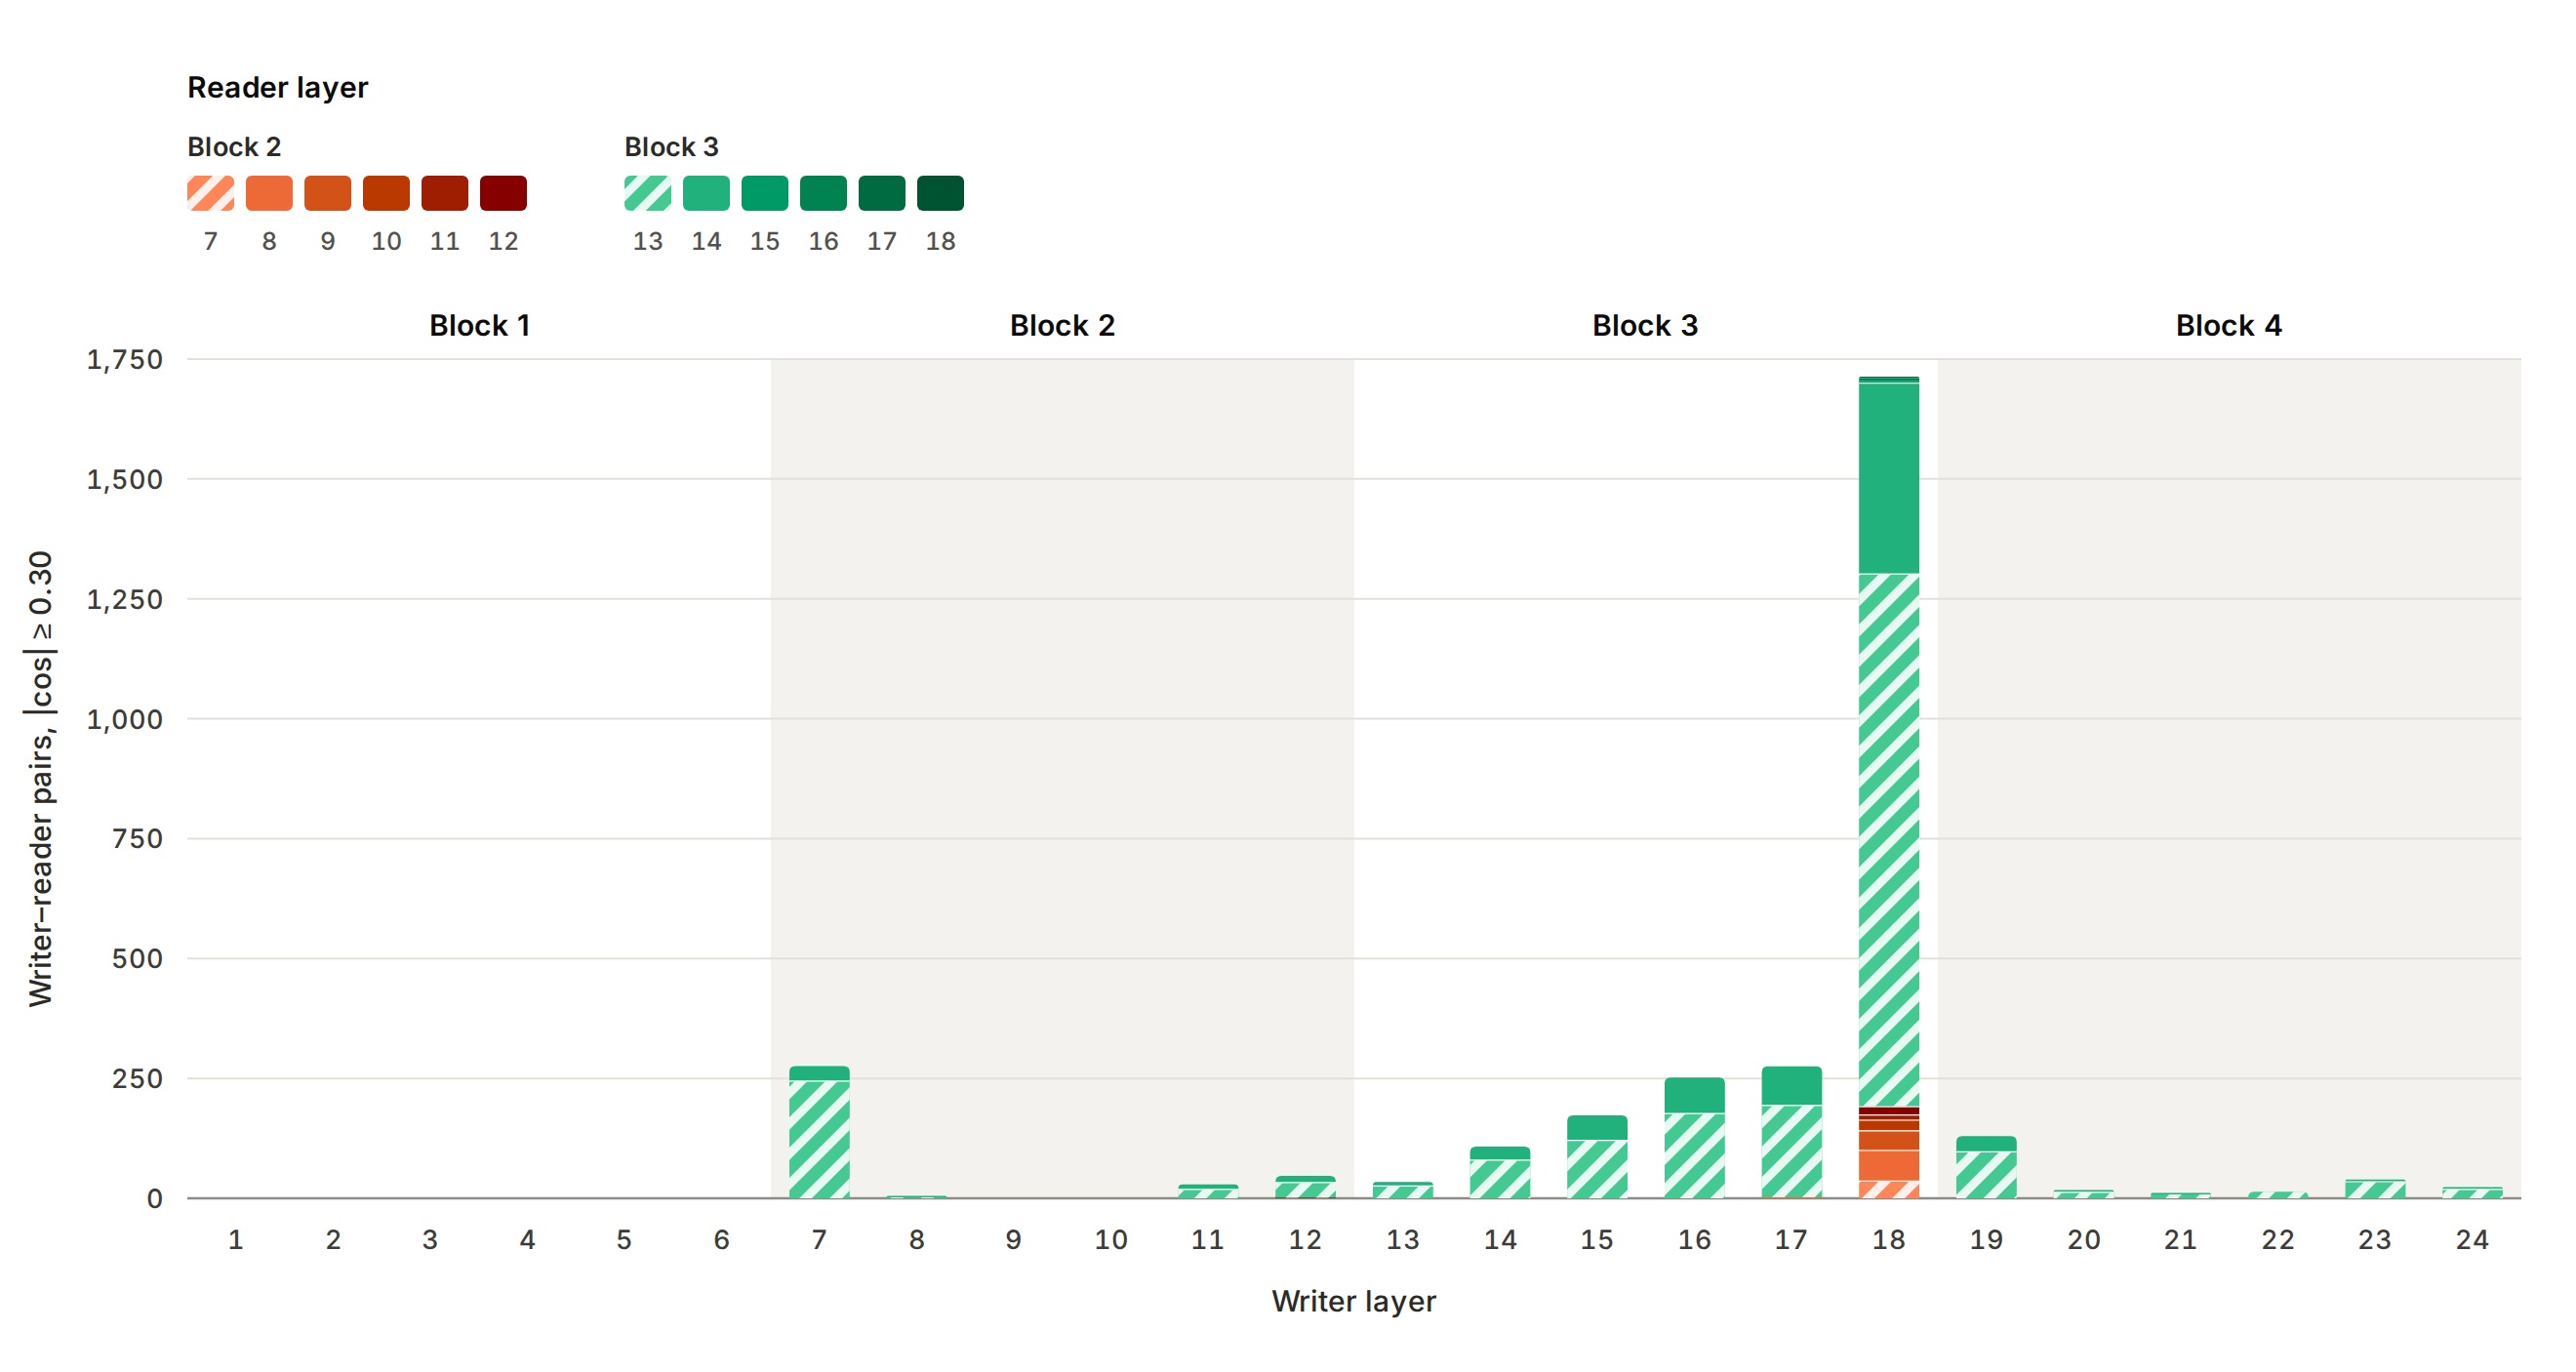 Reader layer
Block 2 Block 3
7 8 9 10 11 12 13 14 15 16 17 18
Block 1 Block 2 Block 3 Block 4
1,750
1,500
1,250
1,000
750
500
250
0
Writer–reader pairs, |cos| ≥ 0.30
1 2 3 4 5 6 7 8 9 10 11 12 13 14 15 16 17 18 19 20 21 22 23 24
Writer layer